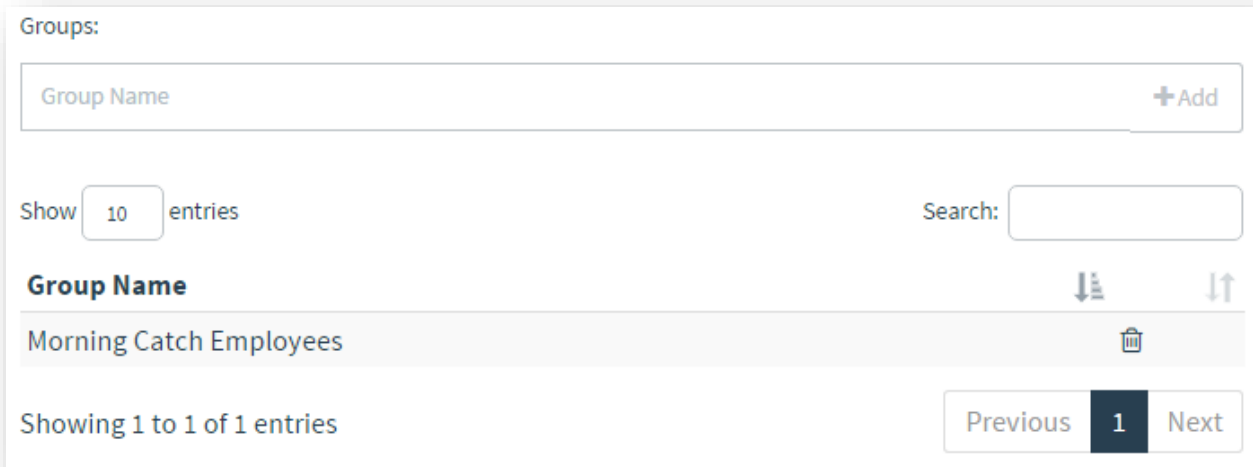 Groups:
Group Name +Add
Show 10 entries Search:
Group Name
Morning Catch Employees
Showing 1 to 1 of 1 entries Previous 1 Next